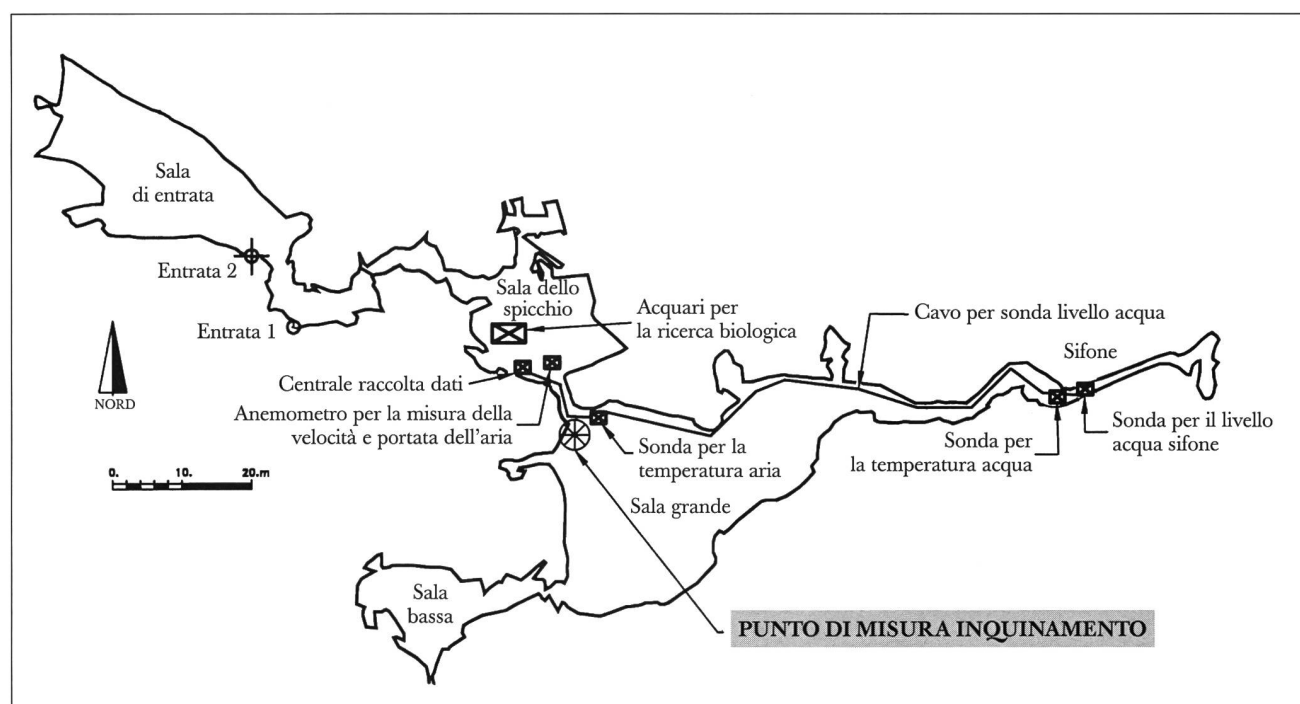 Sala
di entrata
Entrata 2
Entrata 1
NORD
0. 10. 20.m
Sala dello
spicchio
Acquari per
la ricerca biologica
Centrale raccolta dati
Anemometro per la misura della
velocità e portata dell'aria
Cavo per sonda livello acqua
Sifone
Sonda per il livello
acqua sifone
Sonda per
la temperatura acqua
Sonda per la
temperatura aria
Sala grande
Sala
bassa
PUNTO DI MISURA INQUINAMENTO